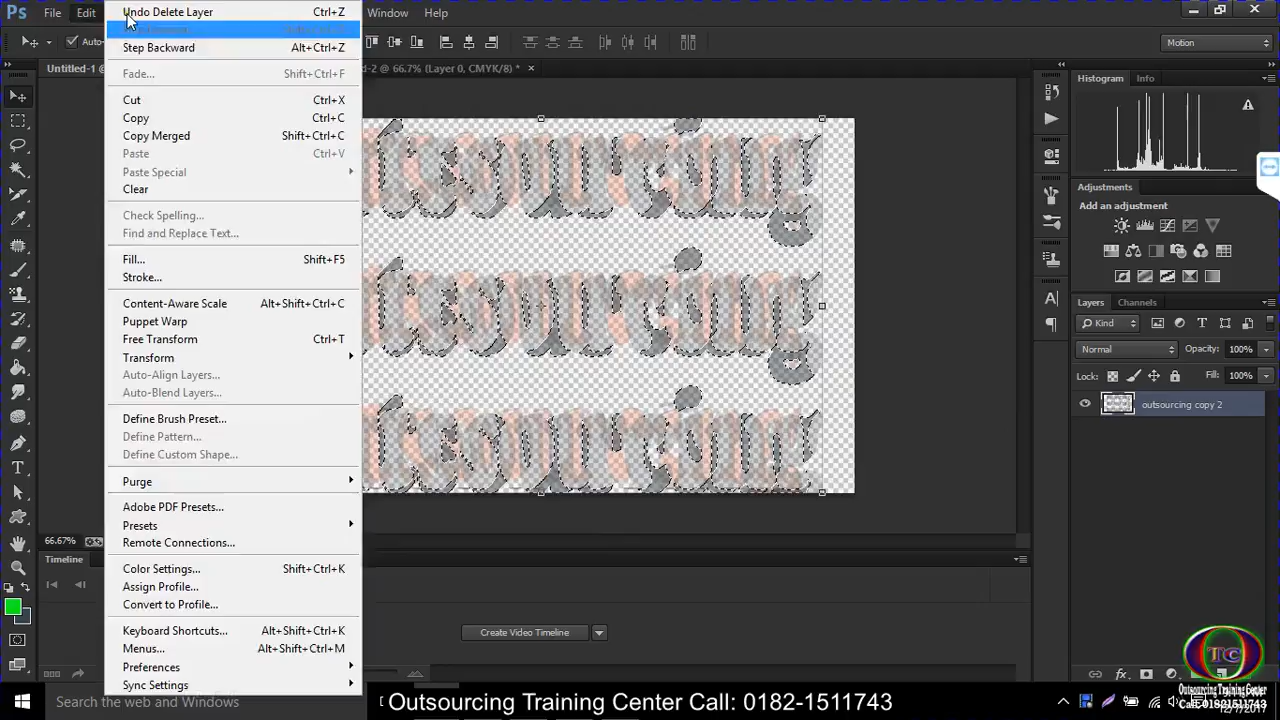 Ps File Edit Window Help
Undo Delete Layer Ctrl+Z
Step Backward Alt+Ctrl+Z
Fade... Shift+Ctrl+F
Cut Ctrl+X
Copy Ctrl+C
Copy Merged Shift+Ctrl+C
Paste Ctrl+V
Paste Special
Clear
Check Spelling...
Find and Replace Text...
Fill... Shift+F5
Stroke...
Content-Aware Scale Alt+Shift+Ctrl+C
Puppet Warp
Free Transform Ctrl+T
Transform
Auto-Align Layers...
Auto-Blend Layers...
Define Brush Preset...
Define Pattern...
Define Custom Shape...
Purge
Adobe PDF Presets...
Presets
Remote Connections...
Color Settings... Shift+Ctrl+K
Assign Profile...
Convert to Profile...
Keyboard Shortcuts... Alt+Shift+Ctrl+K
Menus... Alt+Shift+Ctrl+M
Preferences
Sync Settings
Auto-
Motion
Untitled-1
d-2 @ 66.7% (Layer 0, CMYK/8) * ×
Histogram Info
Adjustments
Add an adjustment
Layers Channels
Kind
Normal Opacity: 100%
Lock: Fill: 100%
outsourcing copy 2
66.67%
Timeline
Create Video Timeline
OTC
Outsourcing Training Center
Call: 01821511743
Search the web and Windows
[ Outsourcing Training Center Call: 0182-1511743